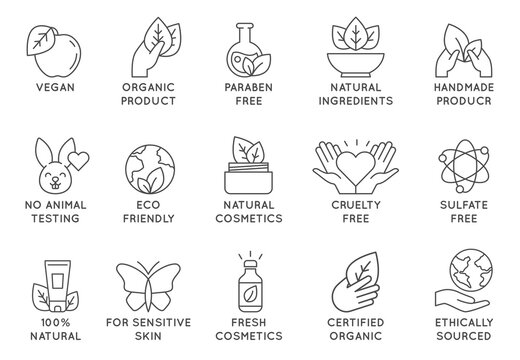 VEGAN
ORGANIC
PRODUCT
PARABEN
FREE
NATURAL
INGREDIENTS
HANDMADE
PRODUCR
NO ANIMAL
TESTING
ECO
FRIENDLY
NATURAL
COSMETICS
CRUELTY
FREE
SULFATE
FREE
100%
NATURAL
FOR SENSITIVE
SKIN
FRESH
COSMETICS
CERTIFIED
ORGANIC
ETHICALLY
SOURCED